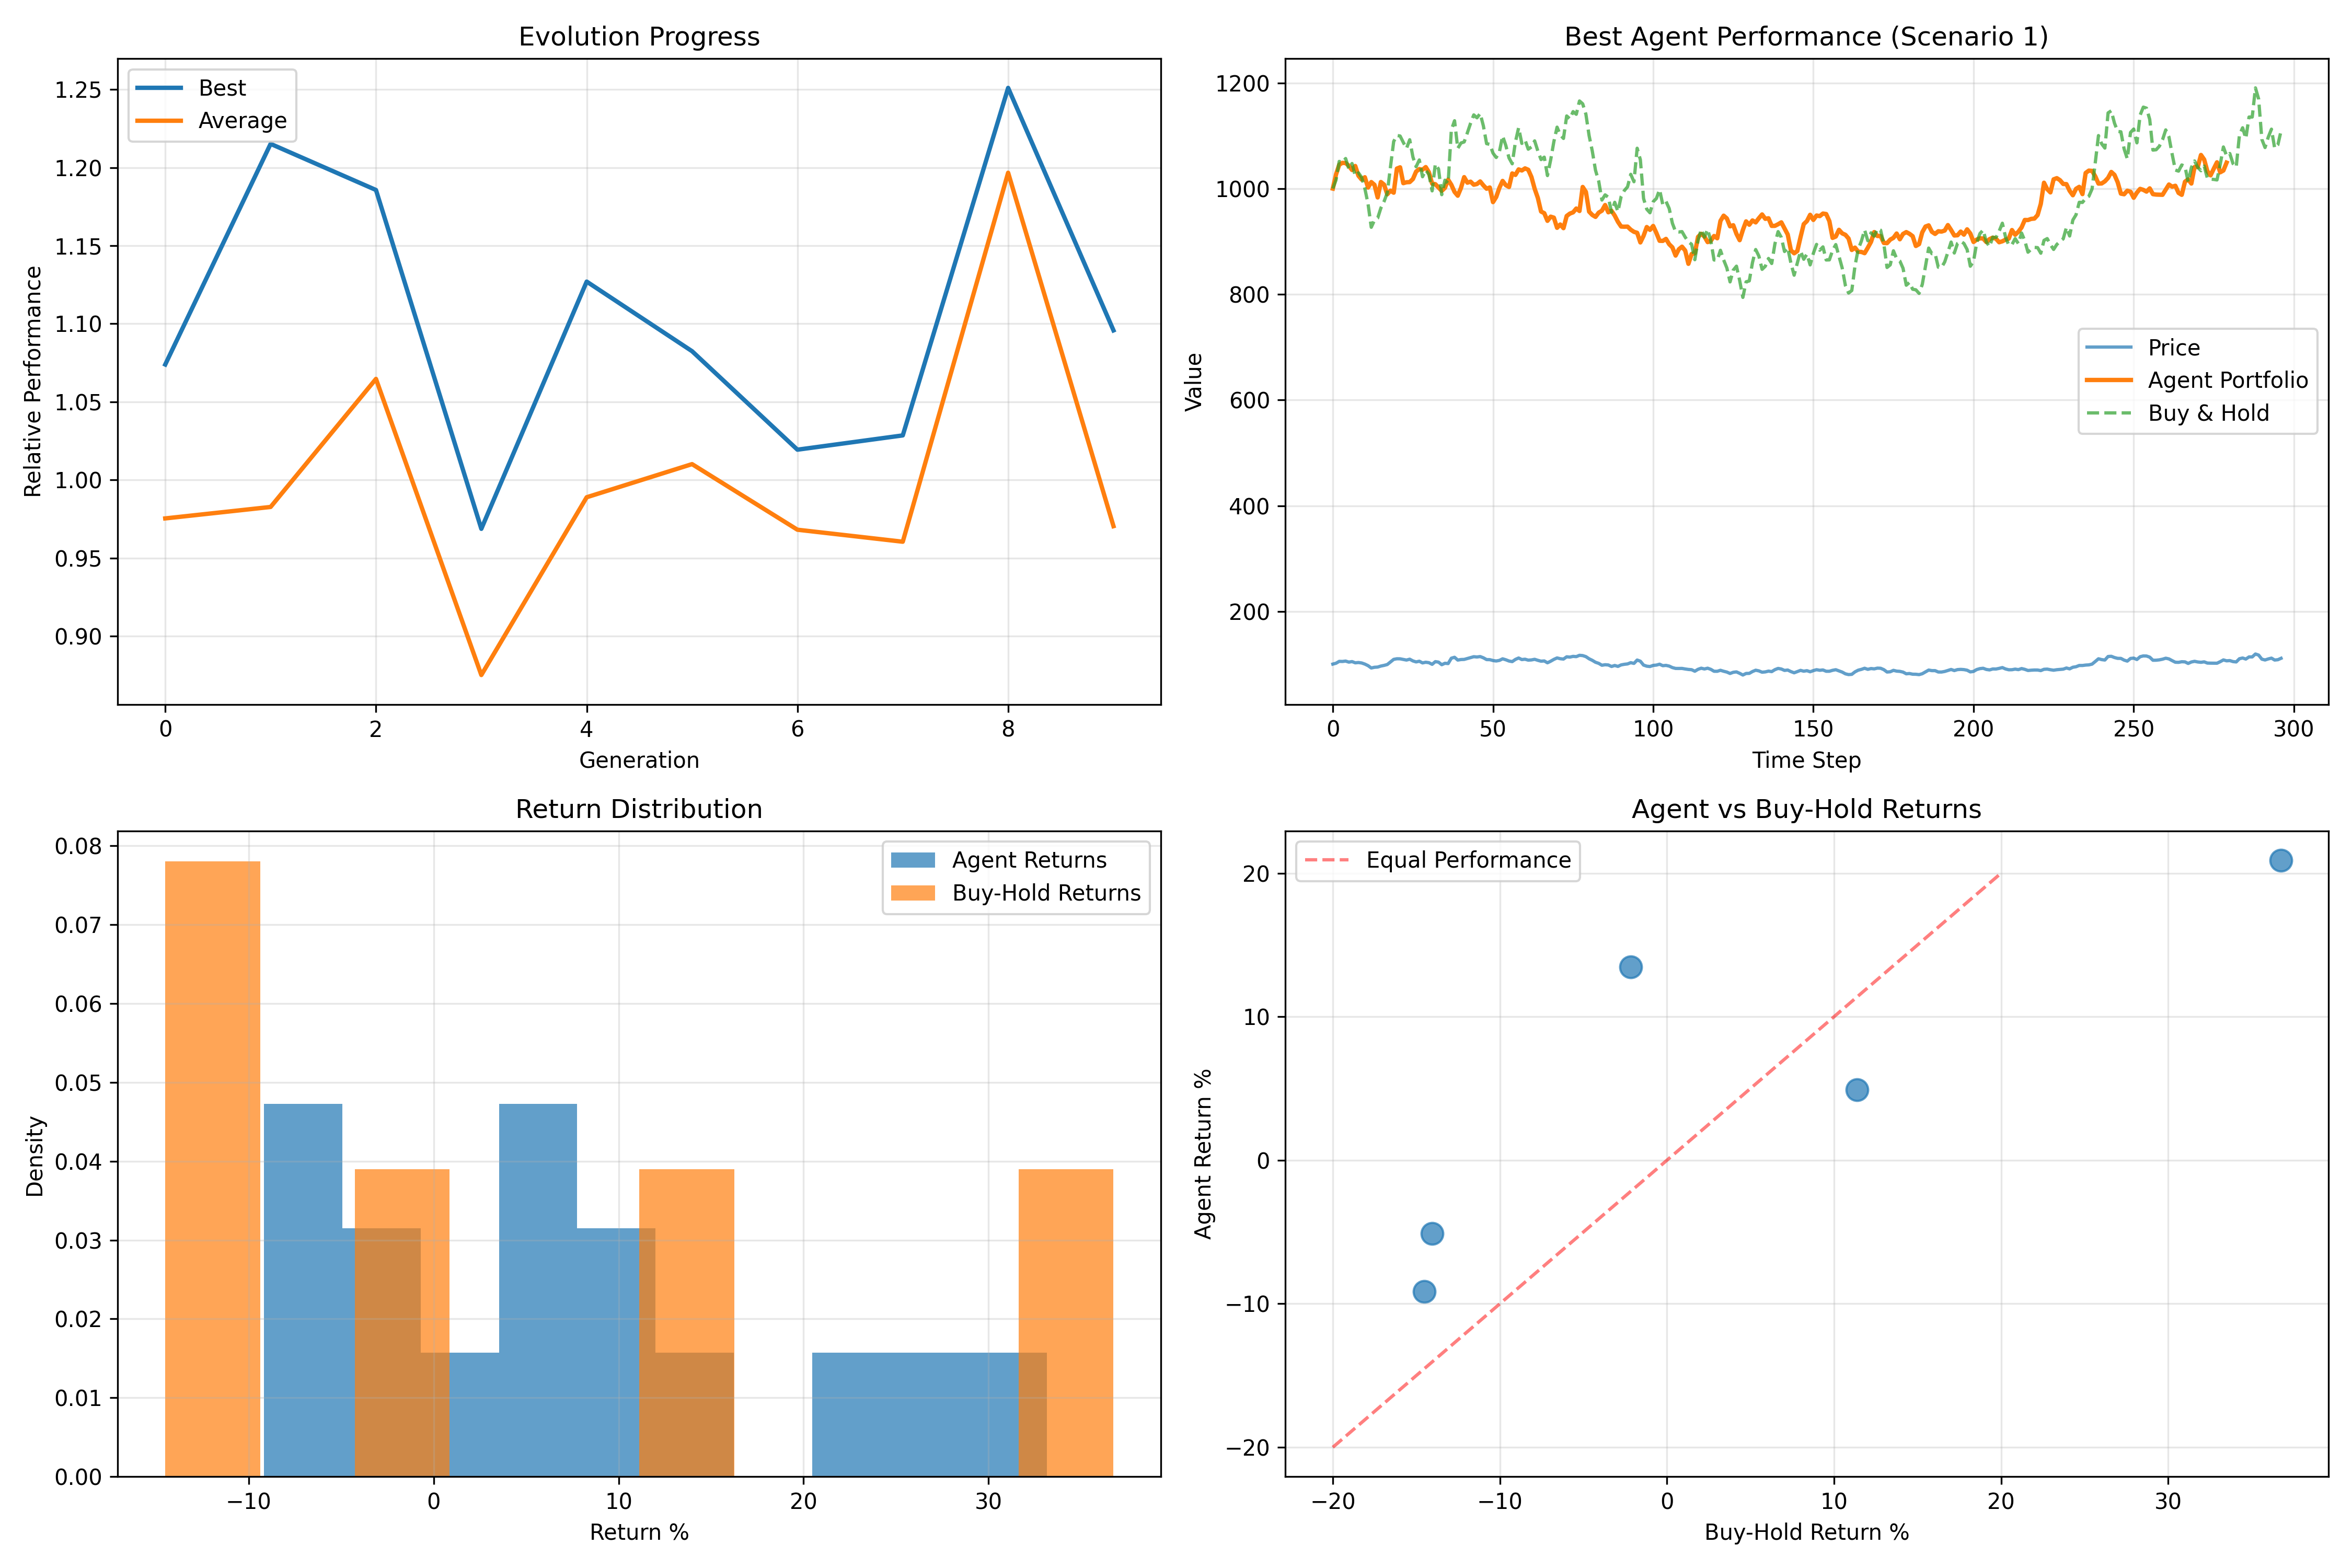 Evolution Progress
Best
Average
Relative Performance
1.25
1.20
1.15
1.10
1.05
1.00
0.95
0.90
0 2 4 6 8
Generation
Best Agent Performance (Scenario 1)
Price
Agent Portfolio
Buy & Hold
Value
1200
1000
800
600
400
200
0 50 100 150 200 250 300
Time Step
Return Distribution
Agent Returns
Buy-Hold Returns
Density
0.08
0.07
0.06
0.05
0.04
0.03
0.02
0.01
0.00
−10 0 10 20 30
Return %
Agent vs Buy-Hold Returns
Equal Performance
Agent Return %
20
10
0
−10
−20
−20 −10 0 10 20 30
Buy-Hold Return %